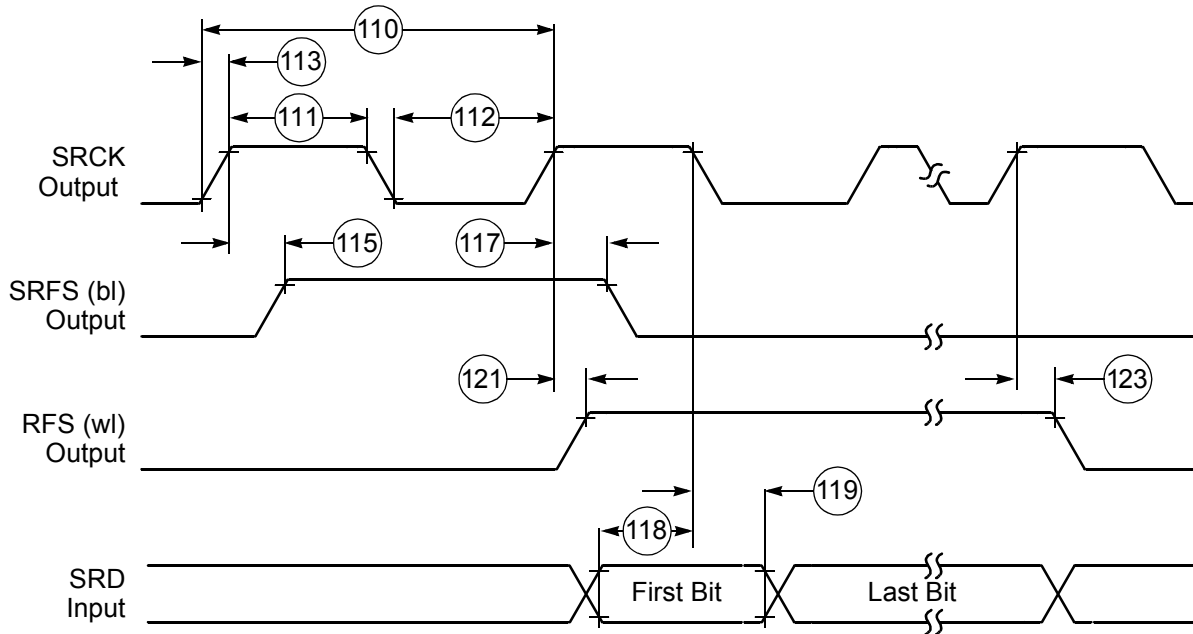 110
113
111
112
SRCK
Output
115
117
SRFS (bl)
Output
121
123
RFS (wl)
Output
119
118
SRD
Input
First Bit
Last Bit